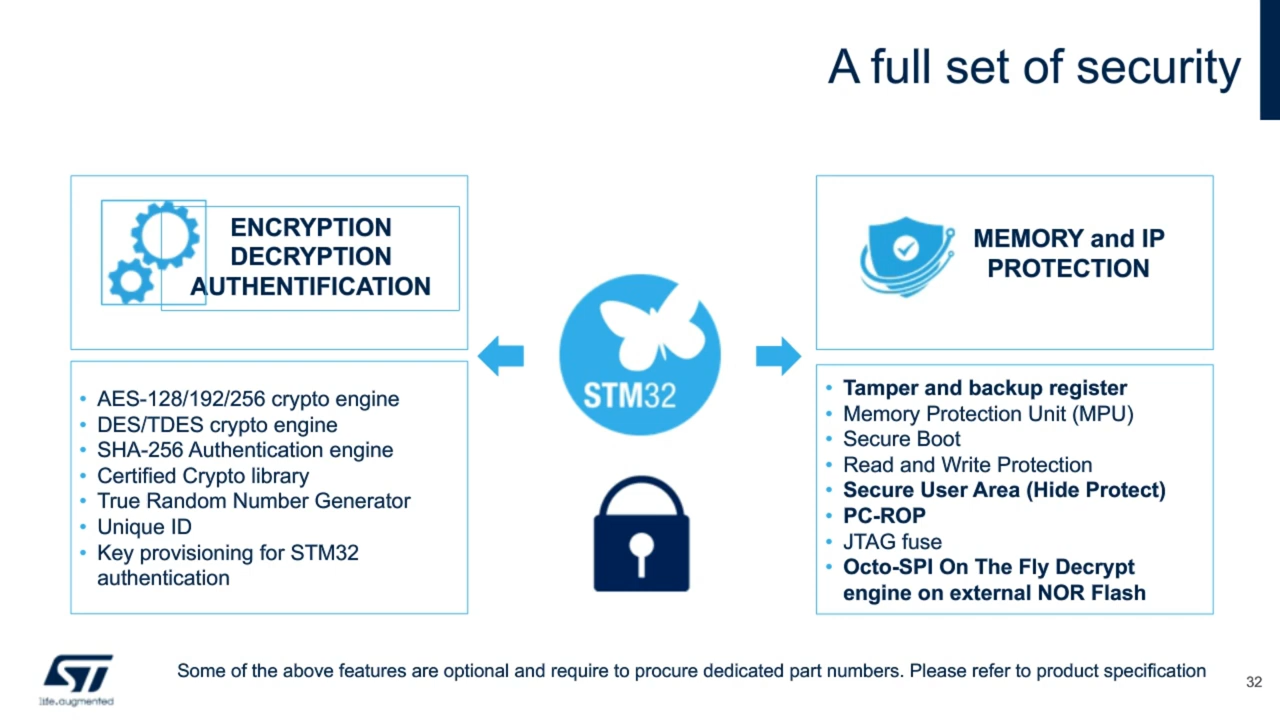 A full set of security
ENCRYPTION
DECRYPTION
AUTHENTIFICATION
• AES-128/192/256 crypto engine
• DES/TDES crypto engine
• SHA-256 Authentication engine
• Certified Crypto library
• True Random Number Generator
• Unique ID
• Key provisioning for STM32
authentication
STM32
MEMORY and IP
PROTECTION
• Tamper and backup register
• Memory Protection Unit (MPU)
• Secure Boot
• Read and Write Protection
• Secure User Area (Hide Protect)
• PC-ROP
• JTAG fuse
• Octo-SPI On The Fly Decrypt
engine on external NOR Flash
ST
life.augmented
Some of the above features are optional and require to procure dedicated part numbers. Please refer to product specification
32